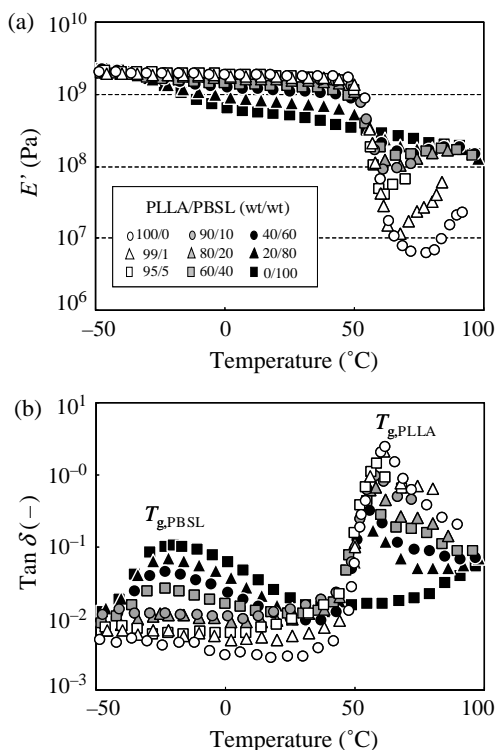 (a)
10^10
10^9
10^8
10^7
10^6
E' (Pa)
PLLA/PBSL (wt/wt)
100/0 90/10 40/60
99/1 80/20 20/80
95/5 60/40 0/100
−50 0 50 100
Temperature (˚C)
(b)
10^1
10^−0
10^−1
10^−2
10^−3
Tan δ (−)
T_g,PLLA
T_g,PBSL
−50 0 50 100
Temperature (˚C)